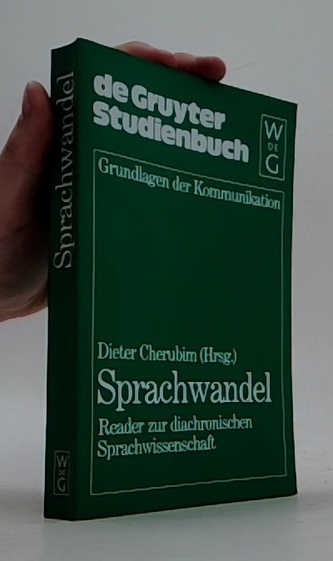 Sprachwandel
W
DE
G
de Gruyter
Studienbuch
W
DE
G
Grundlagen der Kommunikation
Dieter Cherubim (Hrsg.)
Sprachwandel
Reader zur diachronischen
Sprachwissenschaft